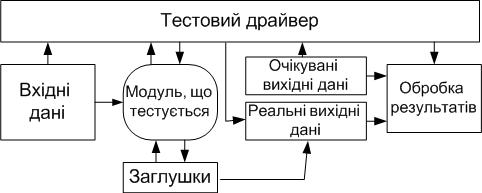 Тестовий драйвер
Вхідні
дані
Модуль, що
тестується
Очікувані
вихідні дані
Реальні вихідні
дані
Обробка
результатів
Заглушки